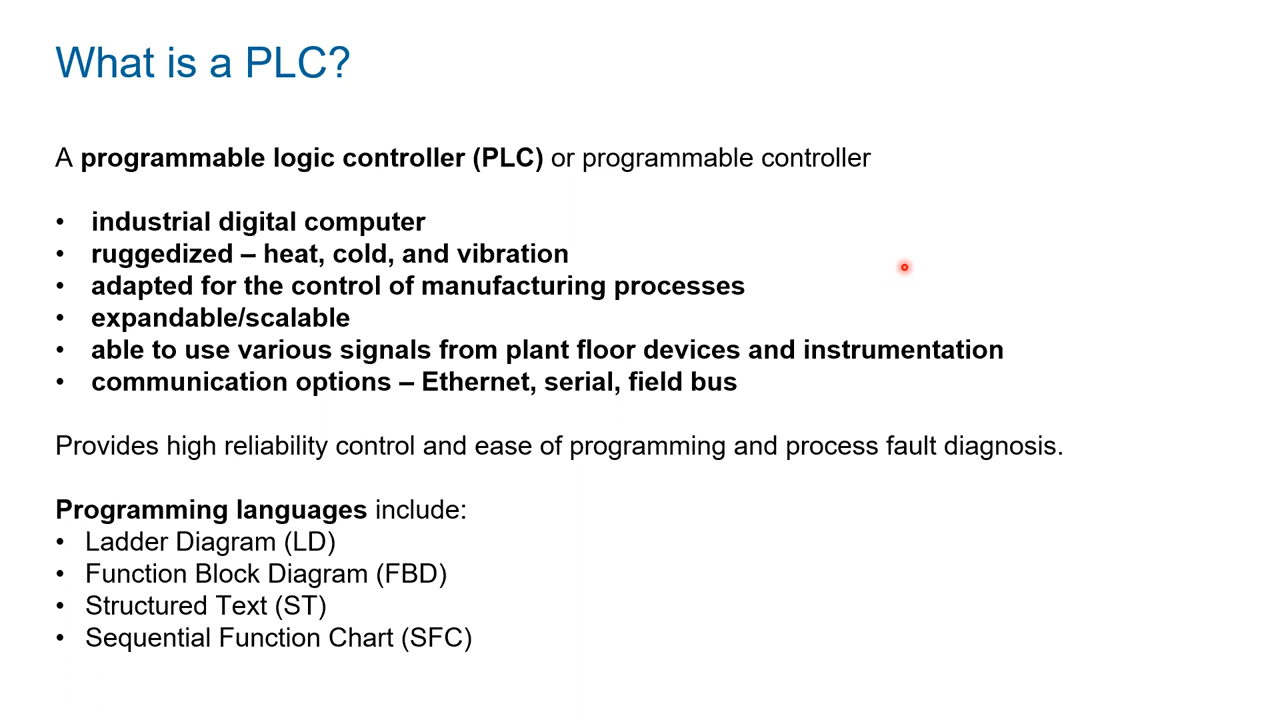 What is a PLC?
A programmable logic controller (PLC) or programmable controller
• industrial digital computer
• ruggedized – heat, cold, and vibration
• adapted for the control of manufacturing processes
• expandable/scalable
• able to use various signals from plant floor devices and instrumentation
• communication options – Ethernet, serial, field bus
Provides high reliability control and ease of programming and process fault diagnosis.
Programming languages include:
• Ladder Diagram (LD)
• Function Block Diagram (FBD)
• Structured Text (ST)
• Sequential Function Chart (SFC)